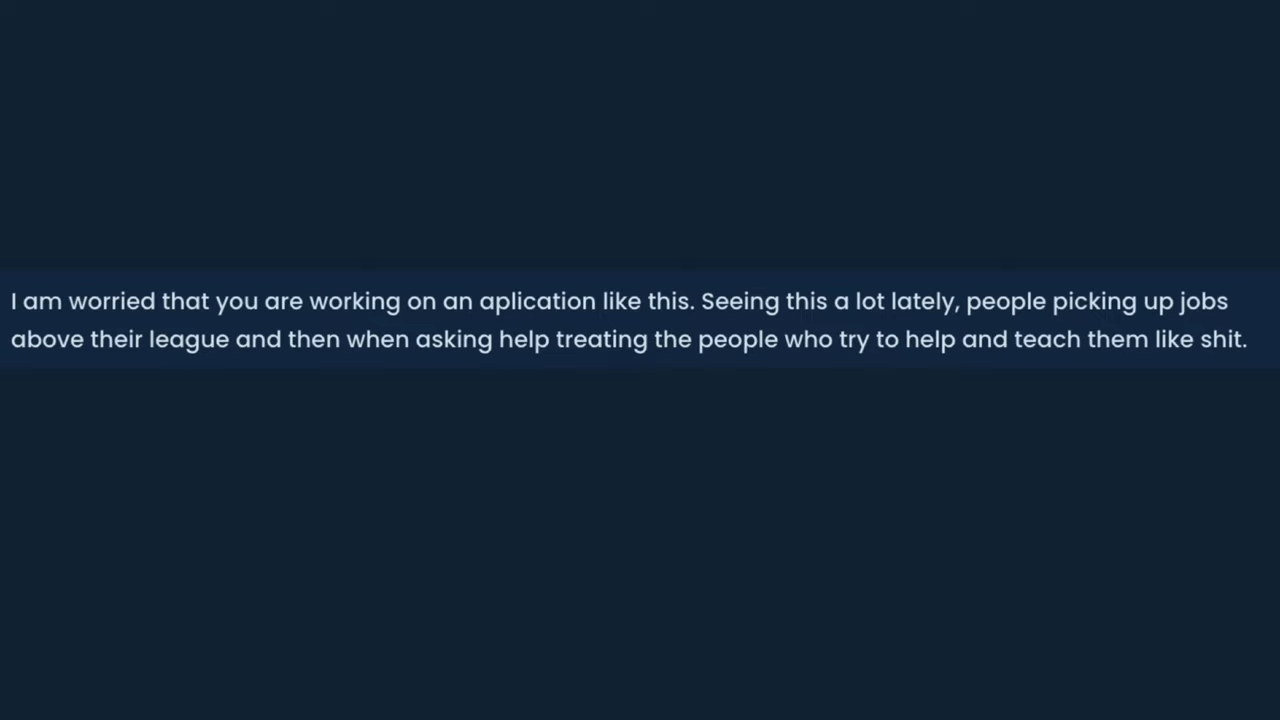 I am worried that you are working on an aplication like this. Seeing this a lot lately, people picking up jobs
above their league and then when asking help treating the people who try to help and teach them like shit.